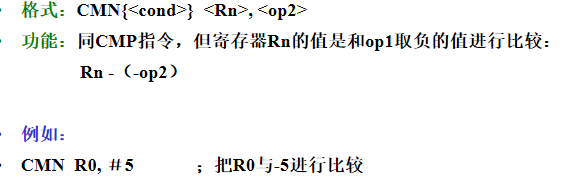 • 格式：CMN{<cond>} <Rn>, <op2>
• 功能：同CMP指令，但寄存器Rn的值是和op1取负的值进行比较：
Rn -（-op2）
• 例如：
• CMN R0, ＃5 ；把R0与-5进行比较